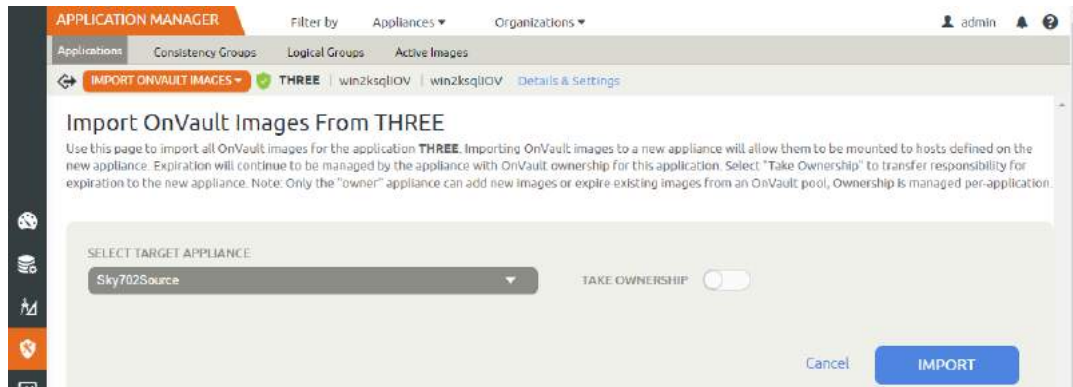 APPLICATION MANAGER Filter by Appliances Organizations admin
Applications Consistency Groups Logical Groups Active Images
IMPORT ONVAULT IMAGES THREE | win2ksqlIOV | win2ksqlIOV Details & Settings
Import OnVault Images From THREE
Use this page to import all OnVault images for the application THREE. Importing OnVault images to a new appliance will allow them to be mounted to hosts defined on the
new appliance. Expiration will continue to be managed by the appliance with OnVault ownership for this application. Select "Take Ownership" to transfer responsibility for
expiration to the new appliance. Note: Only the "owner" appliance can add new images or expire existing images from an OnVault pool, Ownership is managed per-application.
SELECT TARGET APPLIANCE
Sky702Source TAKE OWNERSHIP
Cancel IMPORT